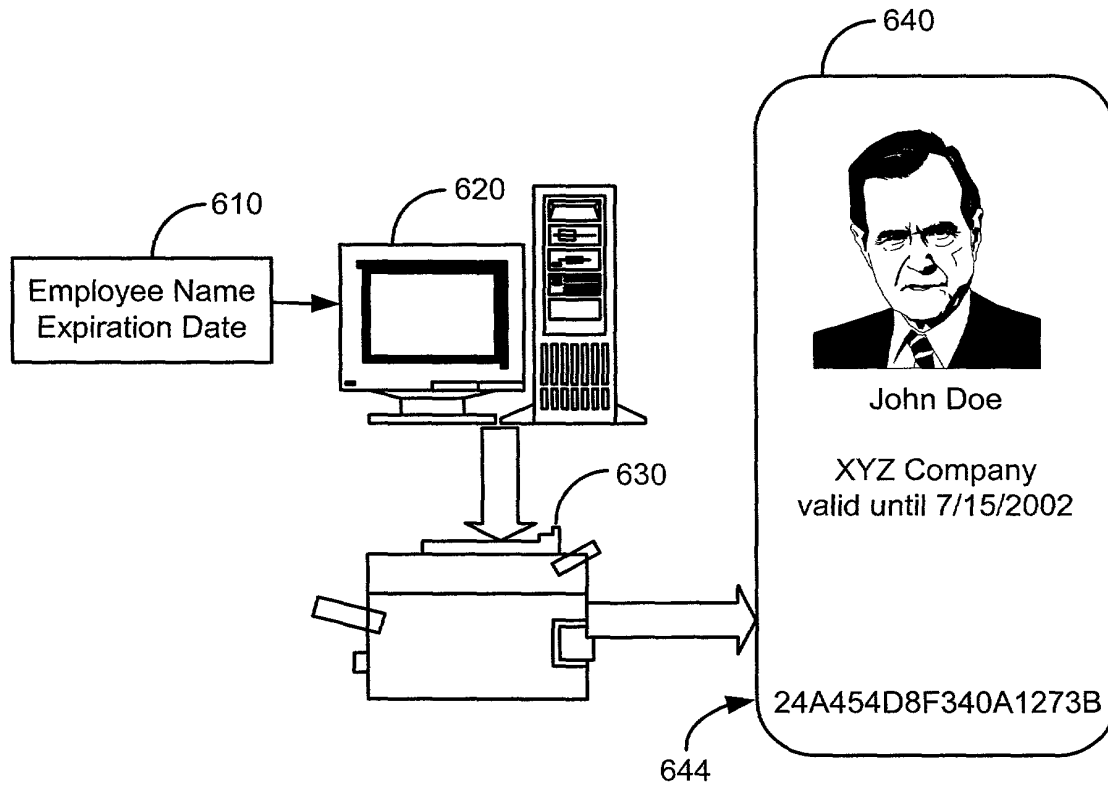 640
610
620
Employee Name
Expiration Date
John Doe
XYZ Company
valid until 7/15/2002
630
24A454D8F340A1273B
644